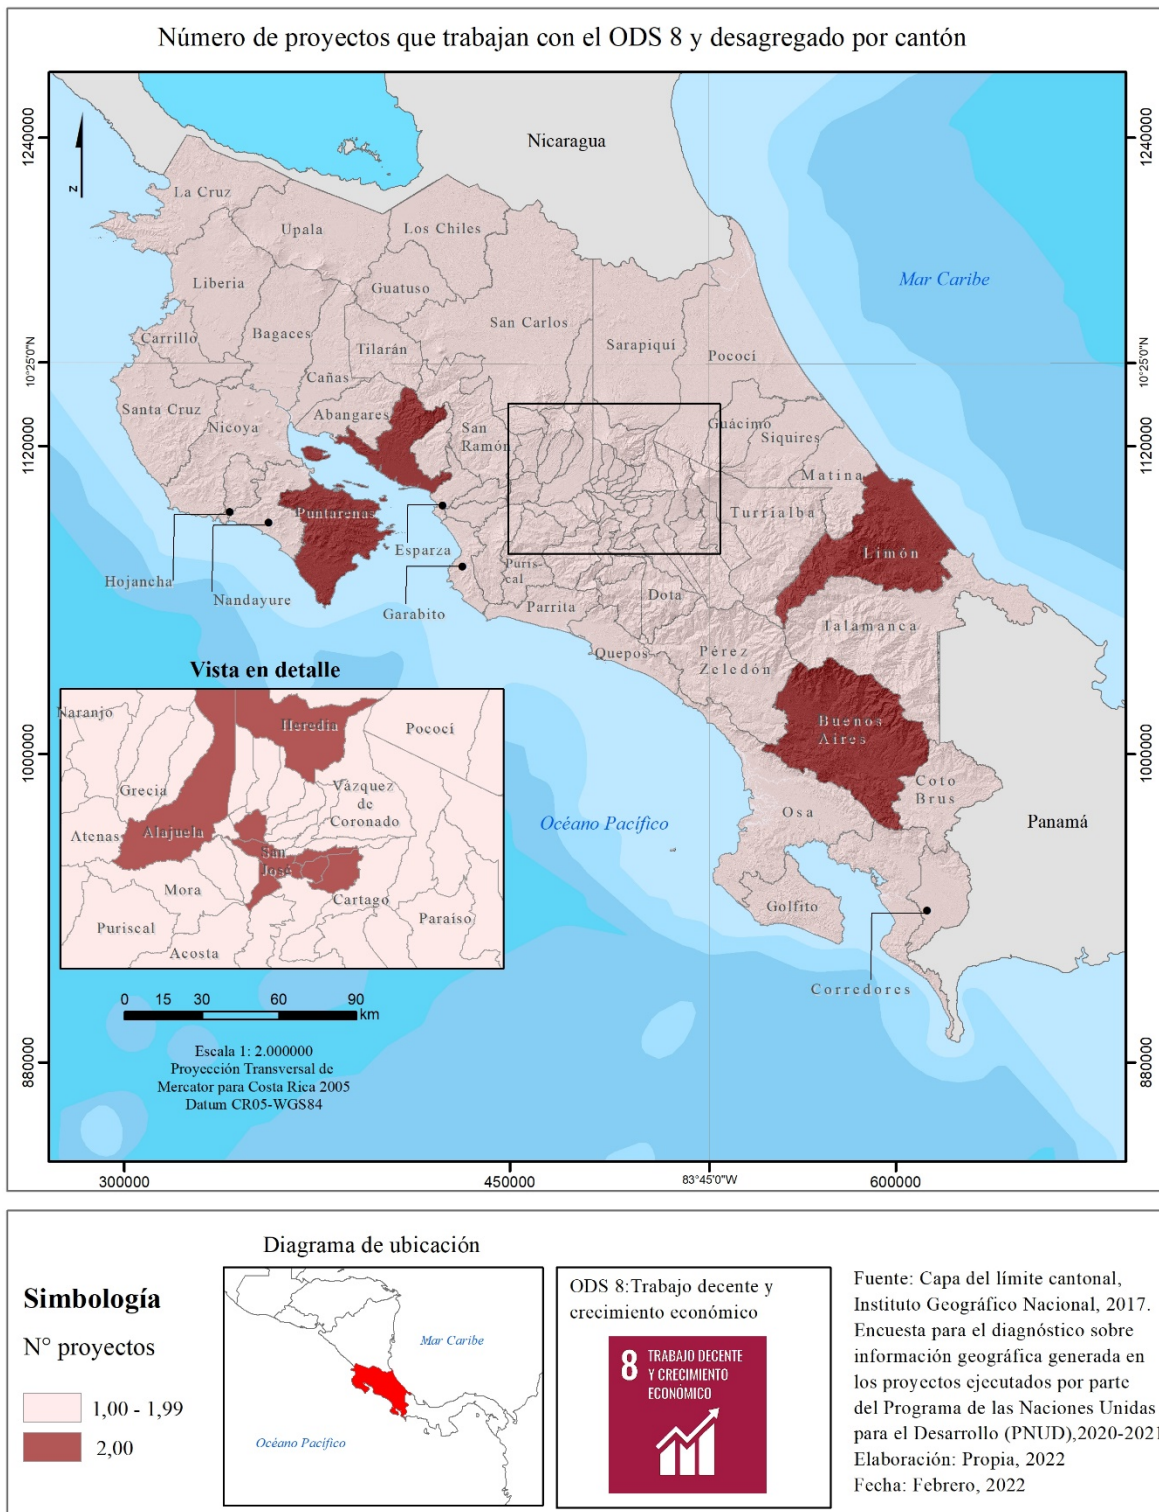 Número de proyectos que trabajan con el ODS 8 y desagregado por cantón
Nicaragua
1240000
1240000
N
La Cruz
Upala
Los Chiles
Mar Caribe
Liberia
Guatuso
San Carlos
Carrillo
Bagaces
Tilarán
Sarapiquí
Pococí
10°25'0"N
10°25'0"N
Cañas
Santa Cruz
Abangares
Nicoya
San
Ramón
Guácimo
Siquires
1120000
1120000
Matina
Puntarenas
Turrialba
Esparza
Limón
Hojancha
Nandayure
Garabito
Puris-
cal
Parrita
Dota
Talamanca
Quepos
Pérez
Zeledón
Vista en detalle
Naranjo
Heredia
Pococí
Buenos
Aires
1000000
1000000
Grecia
Vázquez
de
Coronado
Coto
Brus
Atenas
Alajuela
Osa
Océano Pacífico
Panamá
San
José
Mora
Cartago
Golfito
Puriscal
Paraíso
Acosta
Corredores
0 15 30 60 90
km
Escala 1: 2.000000
Proyección Transversal de
Mercator para Costa Rica 2005
Datum CR05-WGS84
880000
880000
300000
450000
83°45'0"W
600000
Simbología
N° proyectos
1,00 - 1,99
2,00
Diagrama de ubicación
Mar Caribe
Océano Pacífico
ODS 8:Trabajo decente y
crecimiento económico
8 TRABAJO DECENTE
Y CRECIMIENTO
ECONÓMICO
Fuente: Capa del límite cantonal,
Instituto Geográfico Nacional, 2017.
Encuesta para el diagnóstico sobre
información geográfica generada en
los proyectos ejecutados por parte
del Programa de las Naciones Unidas
para el Desarrollo (PNUD),2020-2021
Elaboración: Propia, 2022
Fecha: Febrero, 2022